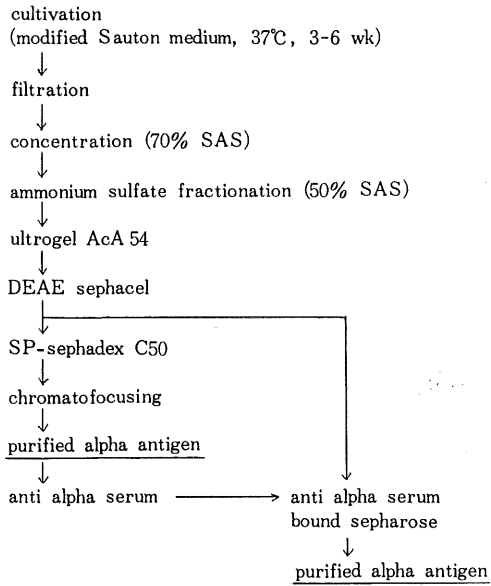 cultivation
(modified Sauton medium, 37℃, 3-6 wk)
filtration
concentration (70% SAS)
ammonium sulfate fractionation (50% SAS)
ultrogel AcA 54
DEAE sephacel
SP-sephadex C50
chromatofocusing
purified alpha antigen
anti alpha serum
anti alpha serum
bound sepharose
purified alpha antigen